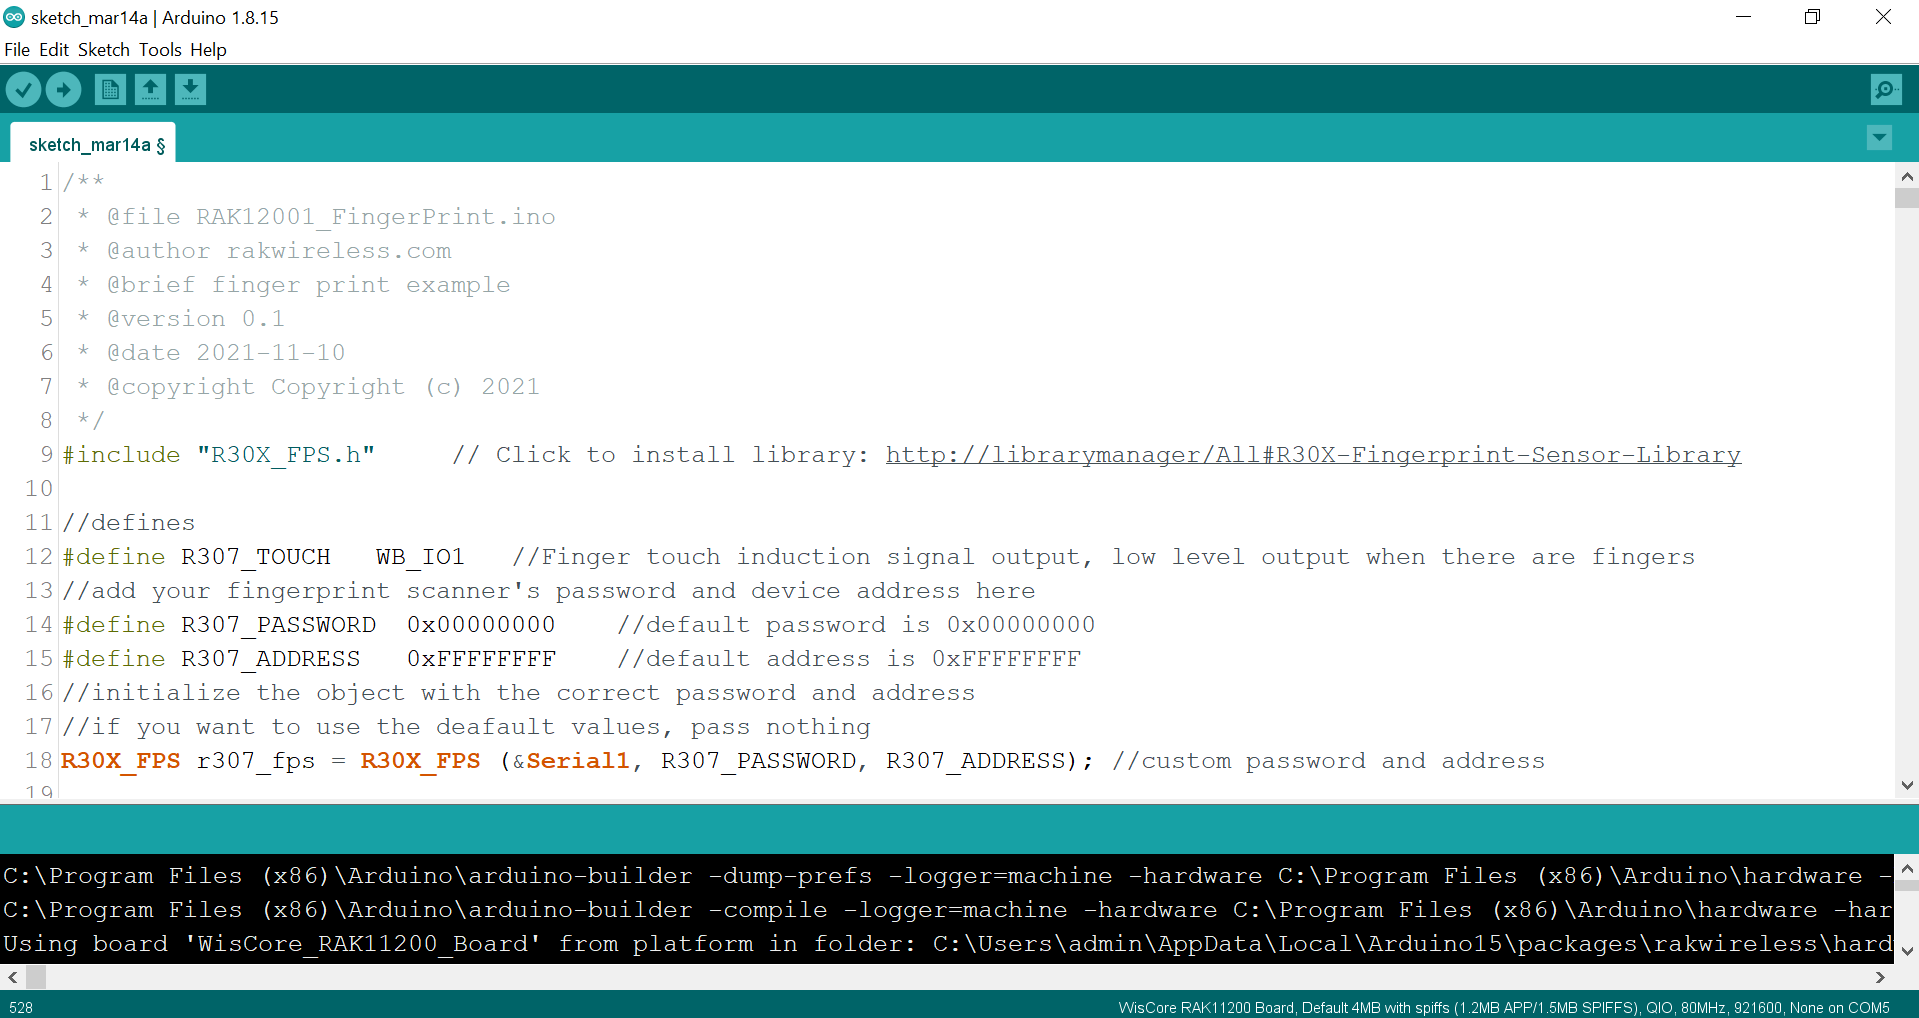 sketch_mar14a | Arduino 1.8.15
File Edit Sketch Tools Help
sketch_mar14a §
1 /**
2  * @file RAK12001_FingerPrint.ino
3  * @author rakwireless.com
4  * @brief finger print example
5  * @version 0.1
6  * @date 2021-11-10
7  * @copyright Copyright (c) 2021
8  */
9 #include "R30X_FPS.h"     // Click to install library: http://librarymanager/All#R30X-Fingerprint-Sensor-Library
10
11 //defines
12 #define R307_TOUCH   WB_IO1   //Finger touch induction signal output, low level output when there are fingers
13 //add your fingerprint scanner's password and device address here
14 #define R307_PASSWORD  0x00000000    //default password is 0x00000000
15 #define R307_ADDRESS   0xFFFFFFFF    //default address is 0xFFFFFFFF
16 //initialize the object with the correct password and address
17 //if you want to use the deafault values, pass nothing
18 R30X_FPS r307_fps = R30X_FPS (&Serial1, R307_PASSWORD, R307_ADDRESS); //custom password and address
19
C:\Program Files (x86)\Arduino\arduino-builder -dump-prefs -logger=machine -hardware C:\Program Files (x86)\Arduino\hardware -
C:\Program Files (x86)\Arduino\arduino-builder -compile -logger=machine -hardware C:\Program Files (x86)\Arduino\hardware -har
Using board 'WisCore_RAK11200_Board' from platform in folder: C:\Users\admin\AppData\Local\Arduino15\packages\rakwireless\hard
528
WisCore RAK11200 Board, Default 4MB with spiffs (1.2MB APP/1.5MB SPIFFS), QIO, 80MHz, 921600, None on COM5